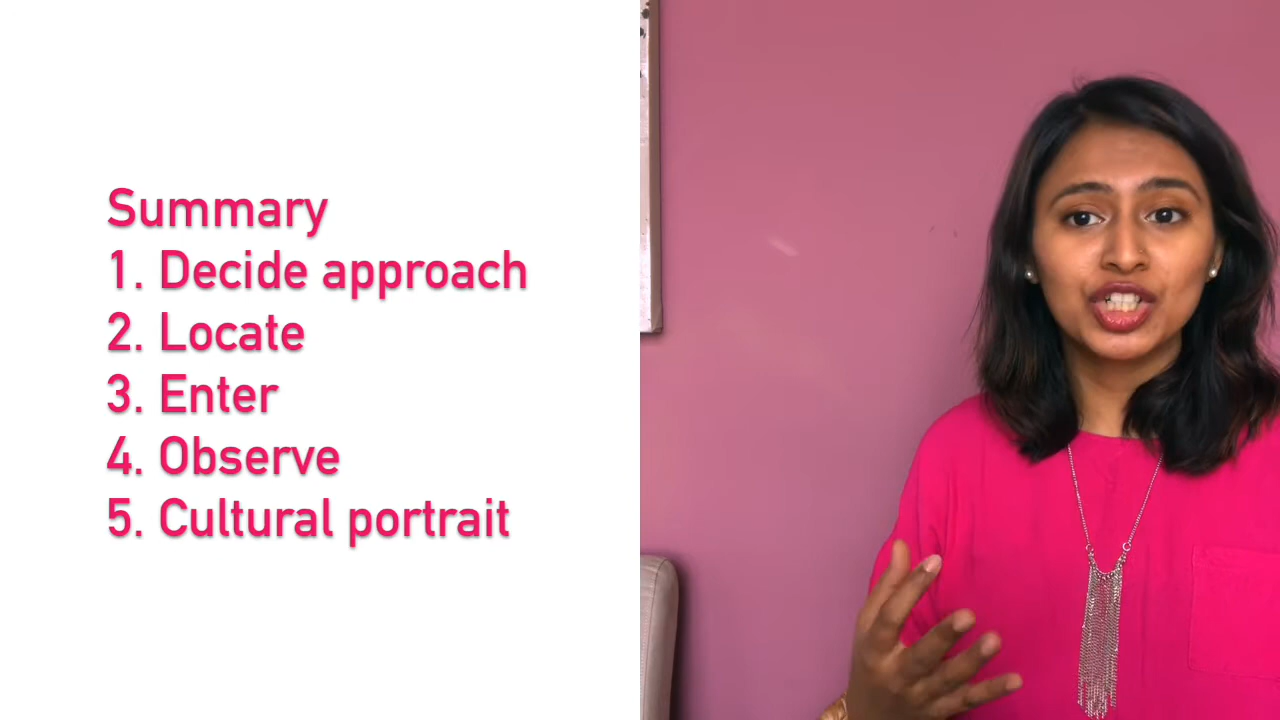 Summary
1. Decide approach
2. Locate
3. Enter
4. Observe
5. Cultural portrait